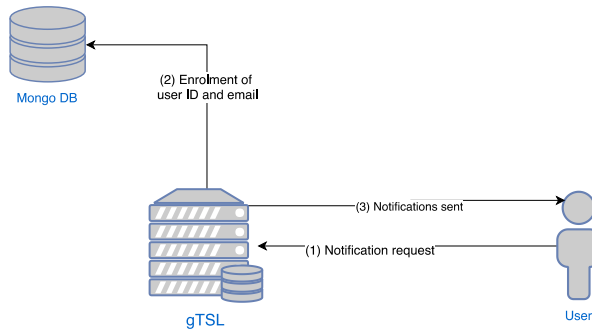 Mongo DB
(2) Enrolment of
user ID and email
(3) Notifications sent
(1) Notification request
gTSL
User